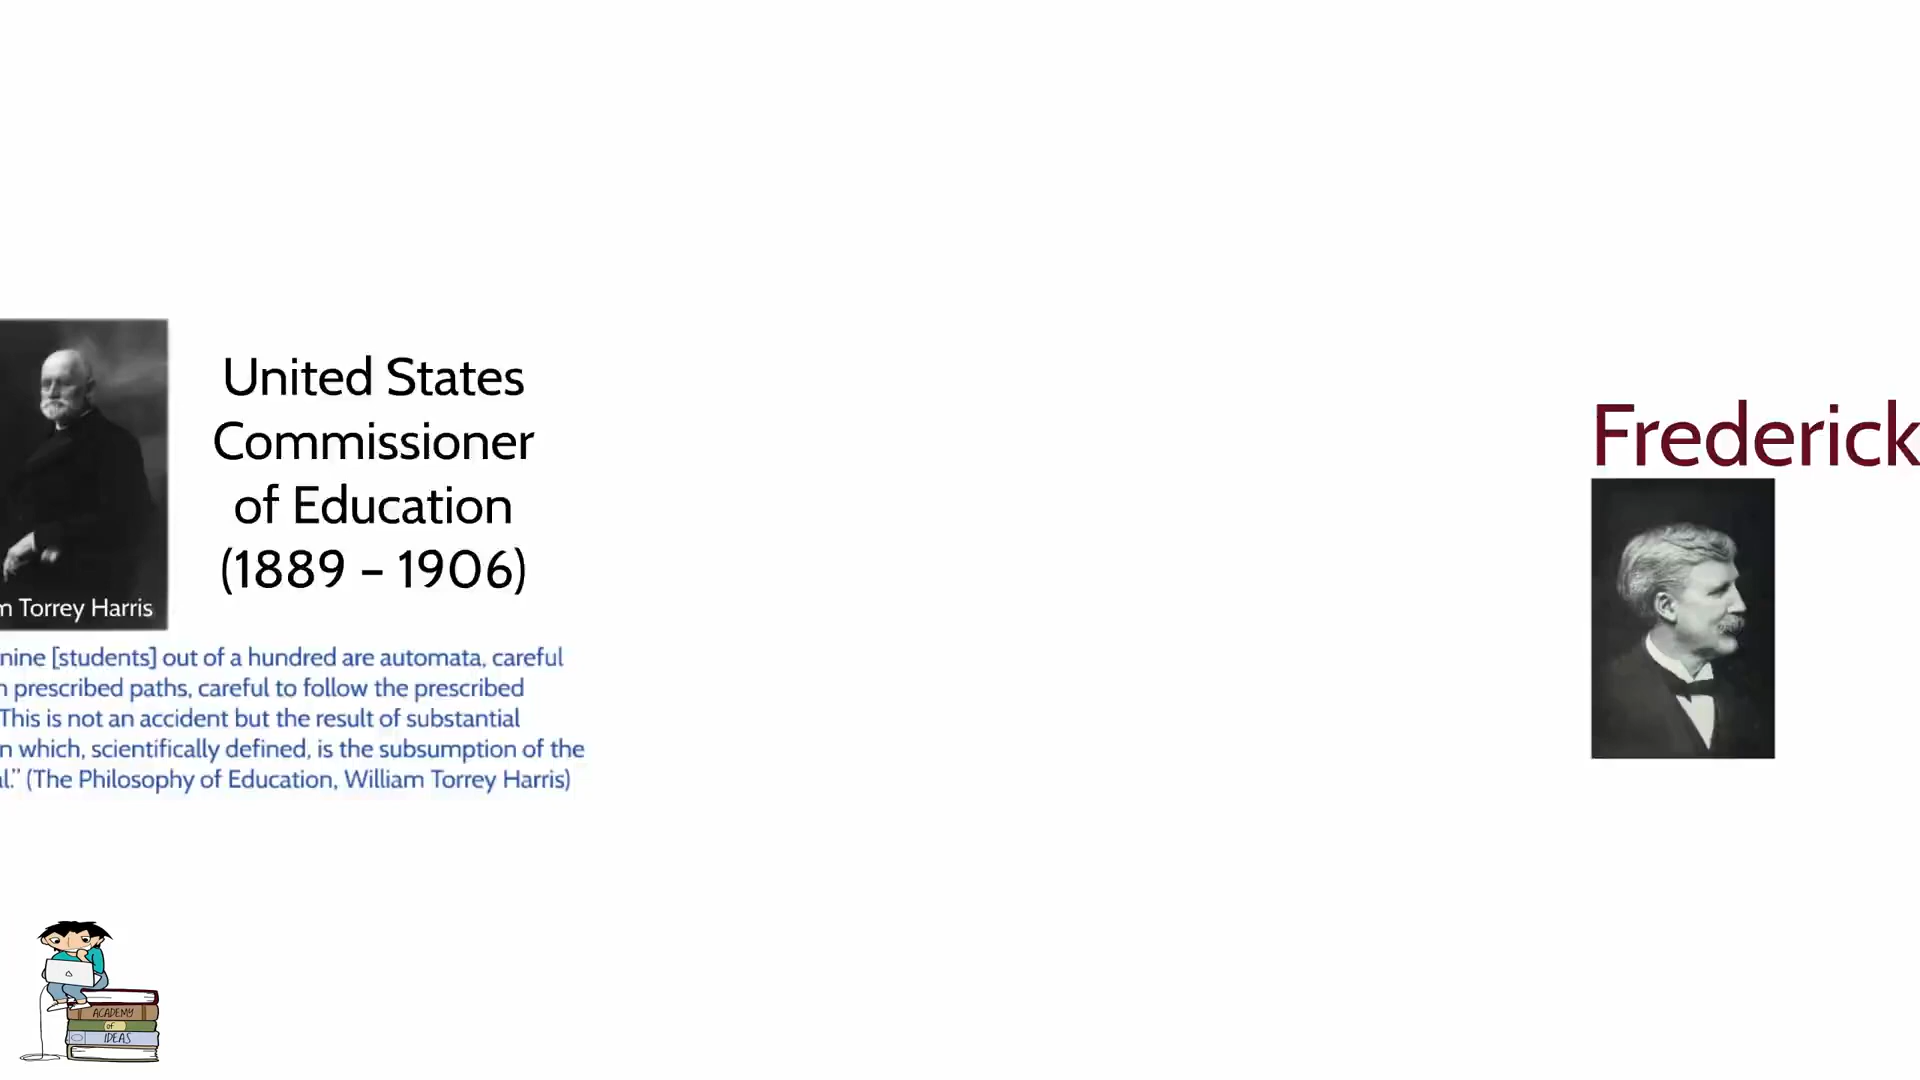 United States
Commissioner
of Education
(1889 – 1906)
m Torrey Harris
nine [students] out of a hundred are automata, careful
n prescribed paths, careful to follow the prescribed
This is not an accident but the result of substantial
n which, scientifically defined, is the subsumption of the
al.” (The Philosophy of Education, William Torrey Harris)
Frederick
ACADEMY
of
IDEAS